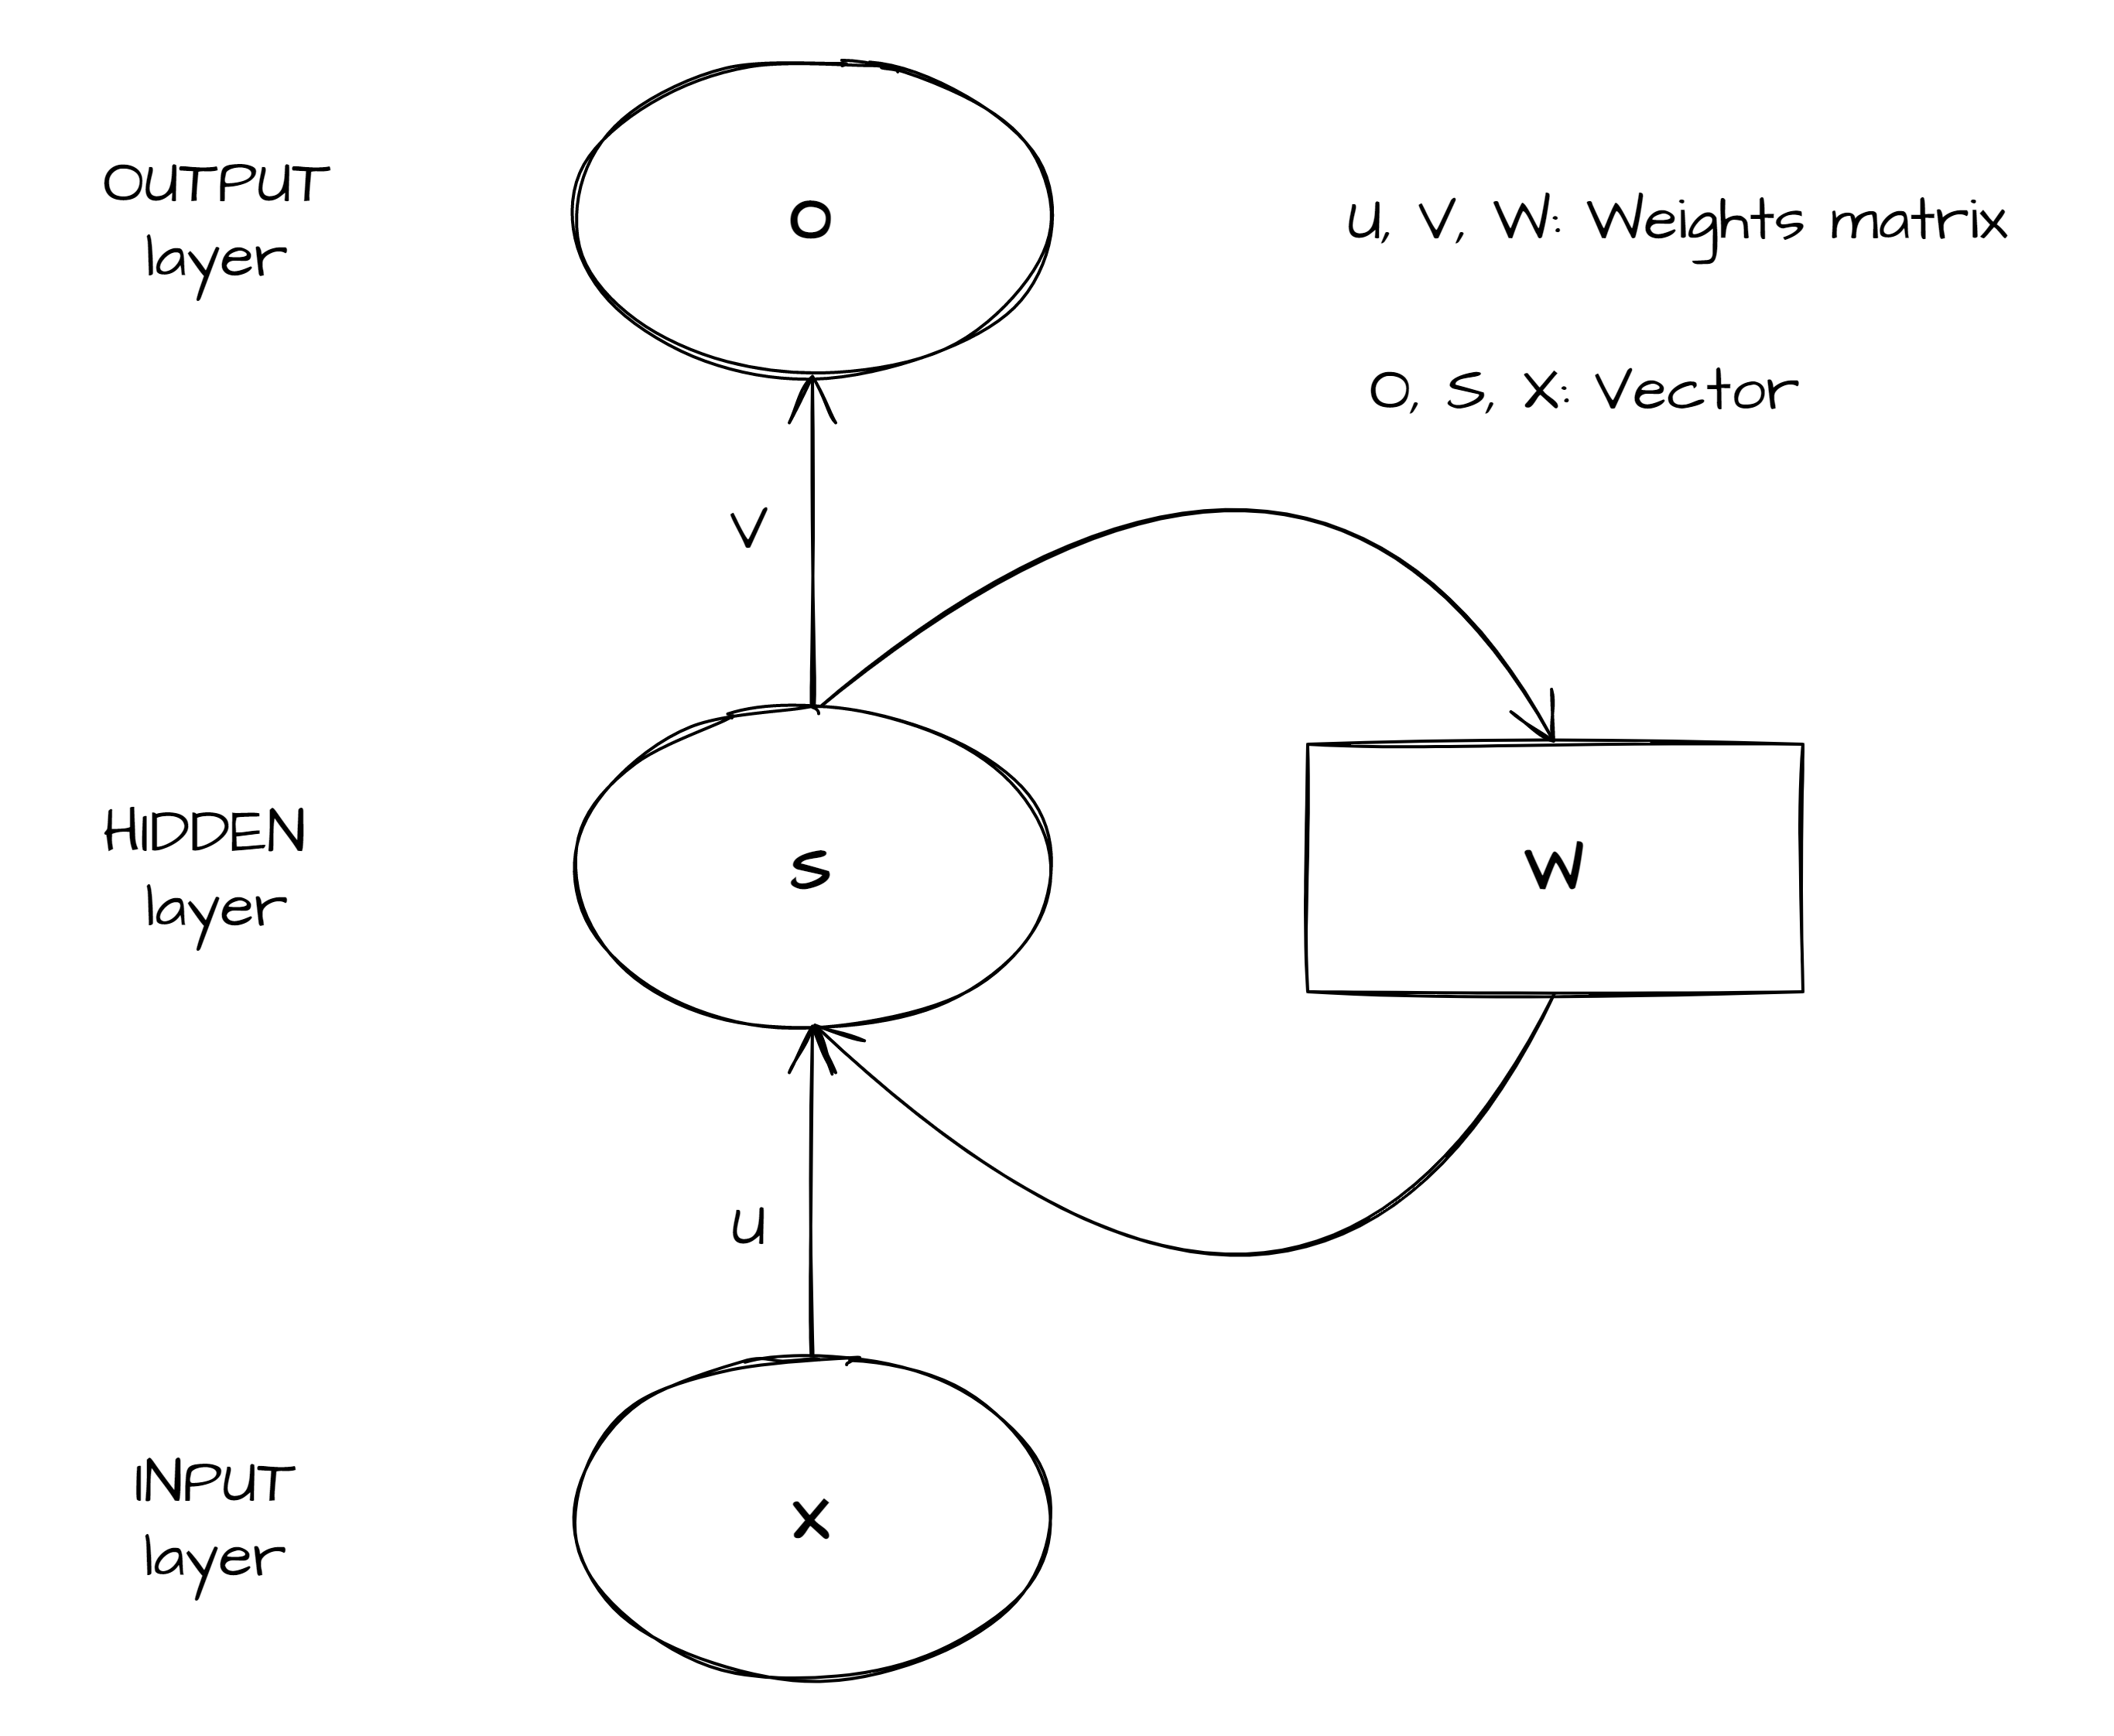 OUTPUT
layer
O
U, V, W: Weights matrix
O, S, X: Vector
V
HIDDEN
layer
S
W
U
INPUT
layer
X